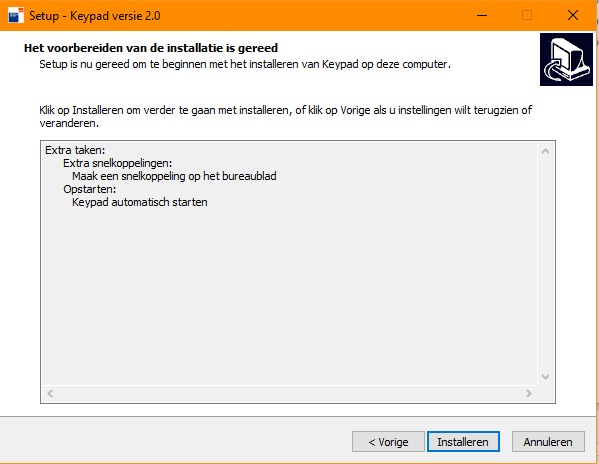 Setup - Keypad versie 2.0
Het voorbereiden van de installatie is gereed
Setup is nu gereed om te beginnen met het installeren van Keypad op deze computer.
Klik op Installeren om verder te gaan met installeren, of klik op Vorige als u instellingen wilt terugzien of
veranderen.
Extra taken:
Extra snelkoppelingen:
Maak een snelkoppeling op het bureaublad
Opstarten:
Keypad automatisch starten
< Vorige
Installeren
Annuleren